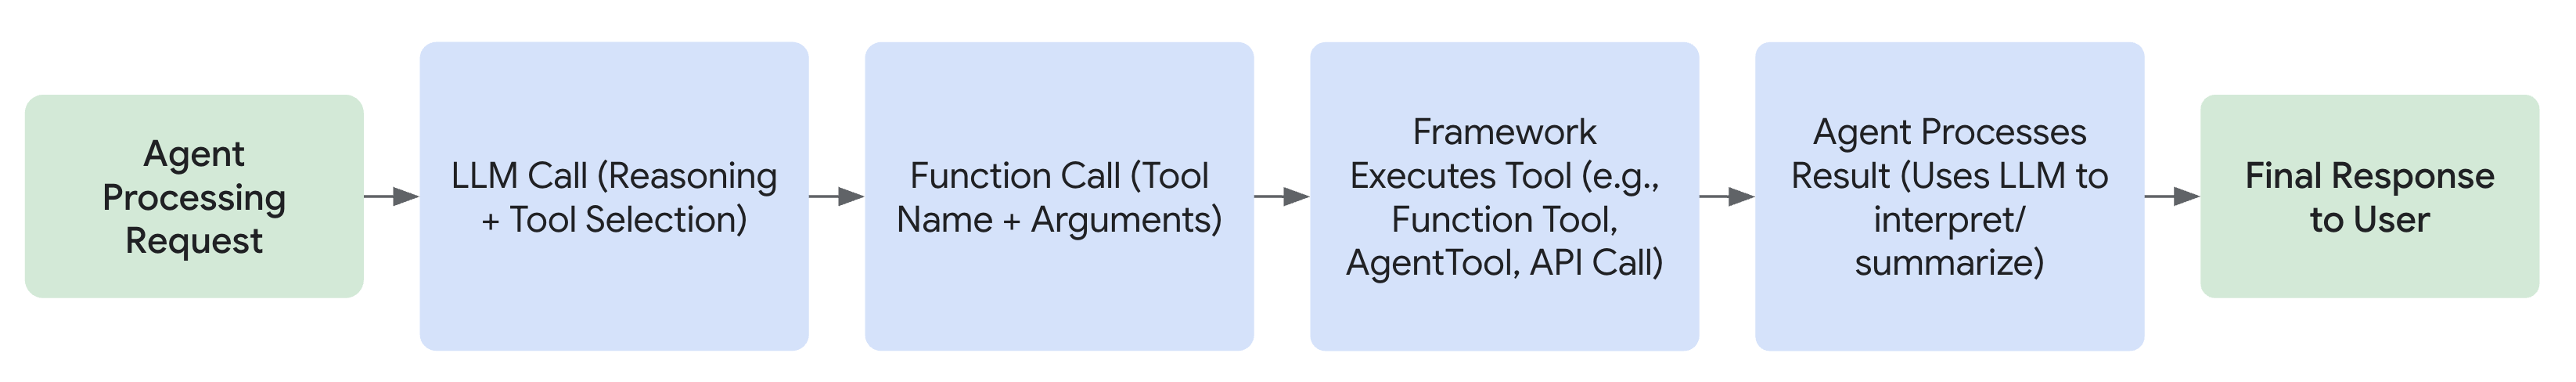 Agent
Processing
Request
LLM Call (Reasoning
+ Tool Selection)
Function Call (Tool
Name + Arguments)
Framework
Executes Tool (e.g.,
Function Tool,
AgentTool, API Call)
Agent Processes
Result (Uses LLM to
interpret/
summarize)
Final Response
to User